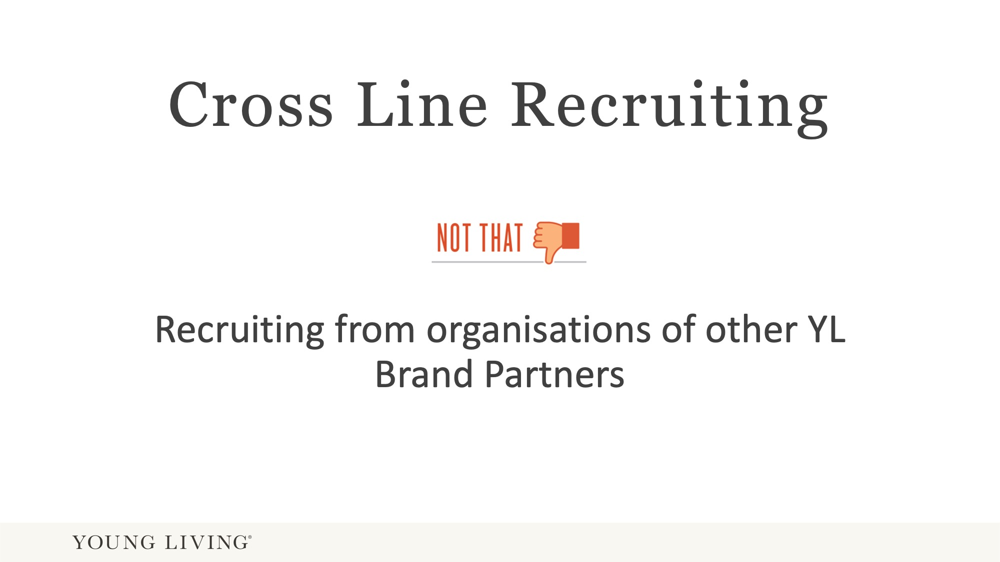 Cross Line Recruiting
NOT THAT
Recruiting from organisations of other YL
Brand Partners
YOUNG LIVING®